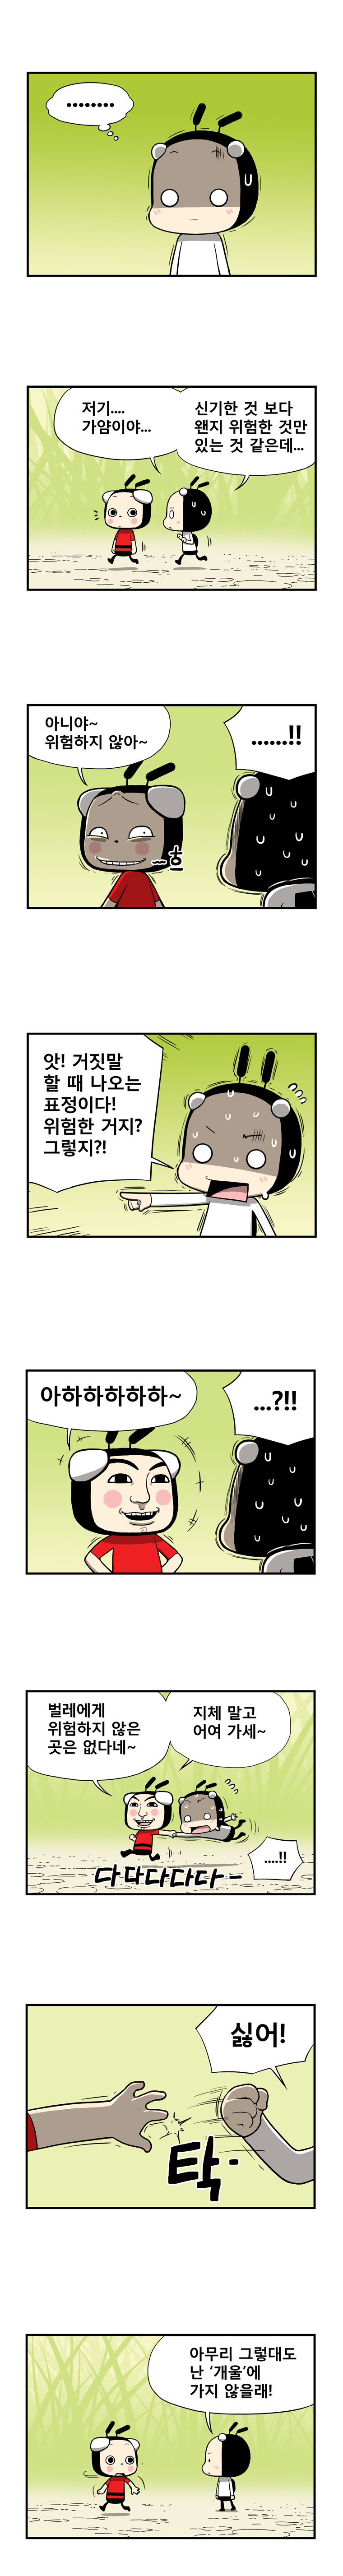 ........
저기....
가얌이야...
신기한 것 보다
왠지 위험한 것만
있는 것 같은데...
아니야~
위험하지 않아~
......!!
흐~
앗! 거짓말
할 때 나오는
표정이다!
위험한 거지?
그렇지?!
아하하하하하~
...?!!
벌레에게
위험하지 않은
곳은 없다네~
지체 말고
어여 가세~
....!!
다다다다다-
싫어!
탁-
아무리 그렇대도
난 '개울'에
가지 않을래!